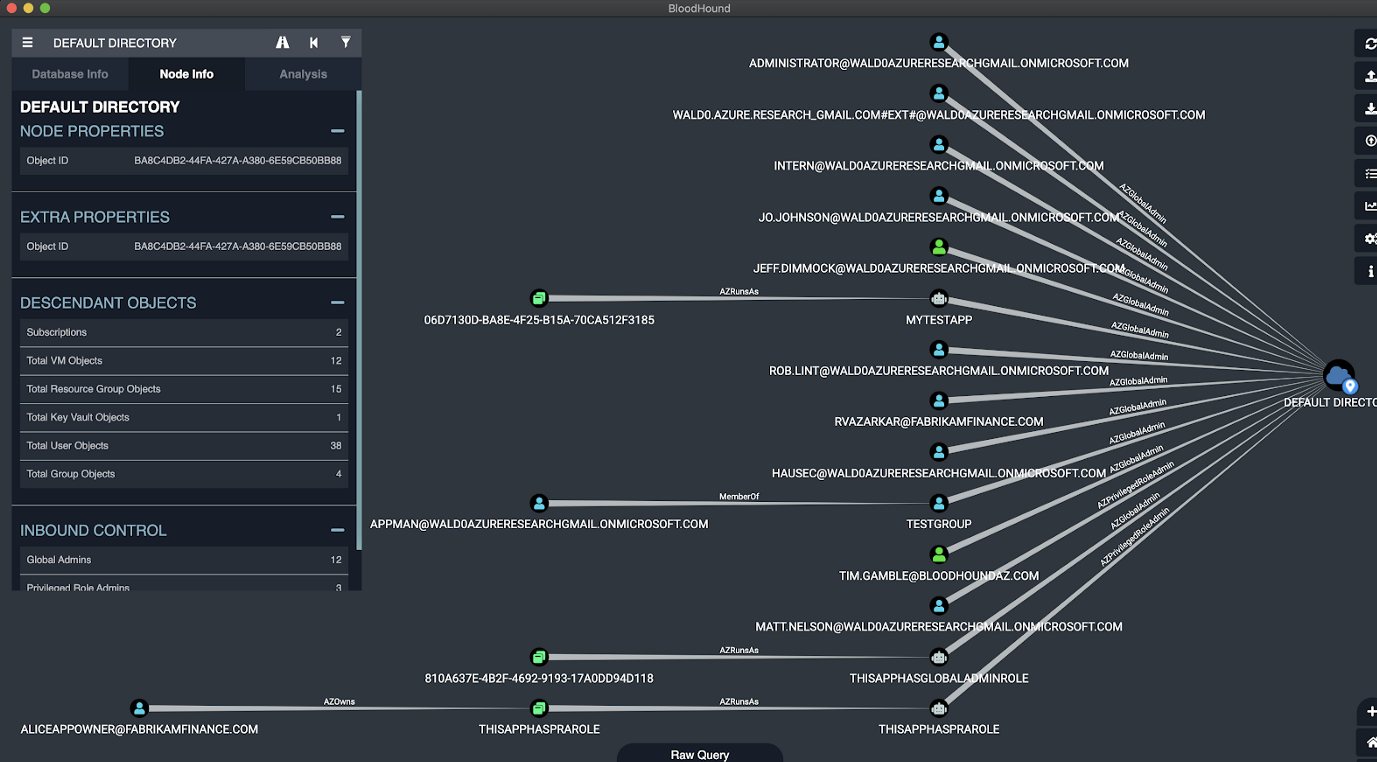 BloodHound
DEFAULT DIRECTORY
Database Info Node Info Analysis
DEFAULT DIRECTORY
NODE PROPERTIES
Object ID BA8C4DB2-44FA-427A-A380-6E59CB50BB88
EXTRA PROPERTIES
Object ID BA8C4DB2-44FA-427A-A380-6E59CB50BB88
DESCENDANT OBJECTS
Subscriptions 2
Total VM Objects 12
Total Resource Group Objects 15
Total Key Vault Objects 1
Total User Objects 38
Total Group Objects 4
INBOUND CONTROL
Global Admins 12
Privileged Role Admins 3
ADMINISTRATOR@WALD0AZURERESEARCHGMAIL.ONMICROSOFT.COM
WALD0.AZURE.RESEARCH_GMAIL.COM#EXT#@WALD0AZURERESEARCHGMAIL.ONMICROSOFT.COM
INTERN@WALD0AZURERESEARCHGMAIL.ONMICROSOFT.COM
JO.JOHNSON@WALD0AZURERESEARCHGMAIL.ONMICROSOFT.COM
JEFF.DIMMOCK@WALD0AZURERESEARCHGMAIL.ONMICROSOFT.COM
AZRunsAs
06D7130D-BA8E-4F25-B15A-70CA512F3185
MYTESTAPP
ROB.LINT@WALD0AZURERESEARCHGMAIL.ONMICROSOFT.COM
RVAZARKAR@FABRIKAMFINANCE.COM
HAUSEC@WALD0AZURERESEARCHGMAIL.ONMICROSOFT.COM
MemberOf
APPMAN@WALD0AZURERESEARCHGMAIL.ONMICROSOFT.COM
TESTGROUP
TIM.GAMBLE@BLOODHOUNDAZ.COM
MATT.NELSON@WALD0AZURERESEARCHGMAIL.ONMICROSOFT.COM
AZRunsAs
810A637E-4B2F-4692-9193-17A0DD94D118
THISAPPHASGLOBALADMINROLE
AZOwns
AZRunsAs
ALICEAPPOWNER@FABRIKAMFINANCE.COM
THISAPPHASPRAROLE
THISAPPHASPRAROLE
AZGlobalAdmin
AZGlobalAdmin
AZGlobalAdmin
AZGlobalAdmin
AZGlobalAdmin
AZGlobalAdmin
AZGlobalAdmin
AZGlobalAdmin
AZGlobalAdmin
AZGlobalAdmin
AZGlobalAdmin
AZPrivilegedRoleAdmin
AZGlobalAdmin
AZPrivilegedRoleAdmin
DEFAULT DIRECTO
Raw Query